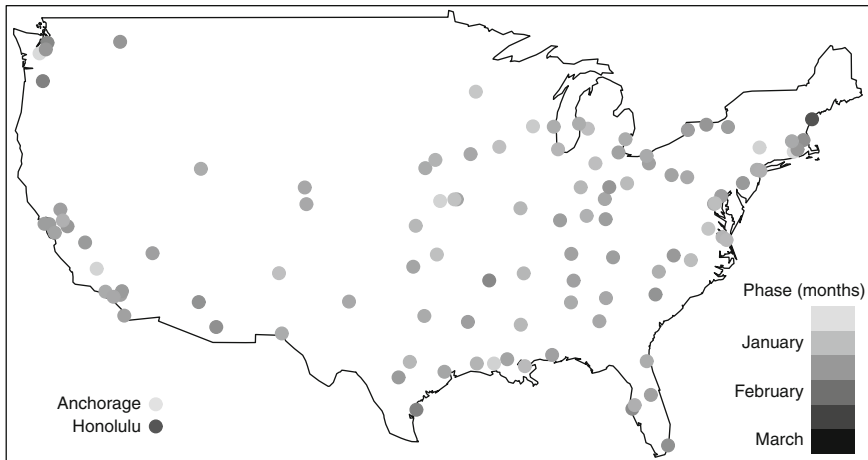 Phase (months)
January
February
March
Anchorage
Honolulu